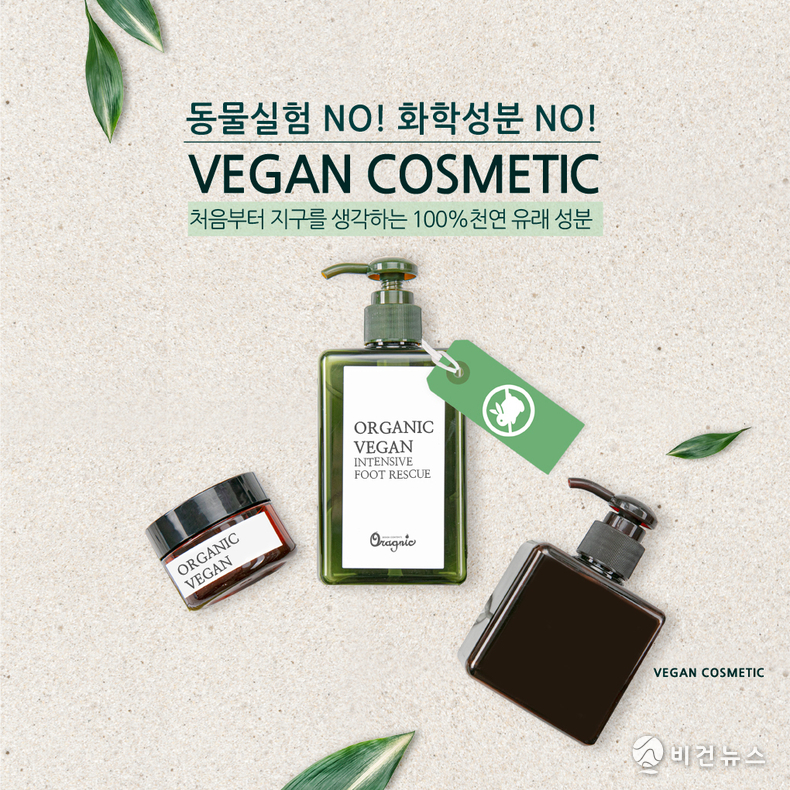 동물실험 NO! 화학성분 NO!
VEGAN COSMETIC
처음부터 지구를 생각하는 100%천연 유래 성분
ORGANIC
VEGAN
INTENSIVE
FOOT RESCUE
Oragnic
ORGANIC
VEGAN
VEGAN COSMETIC
비건뉴스